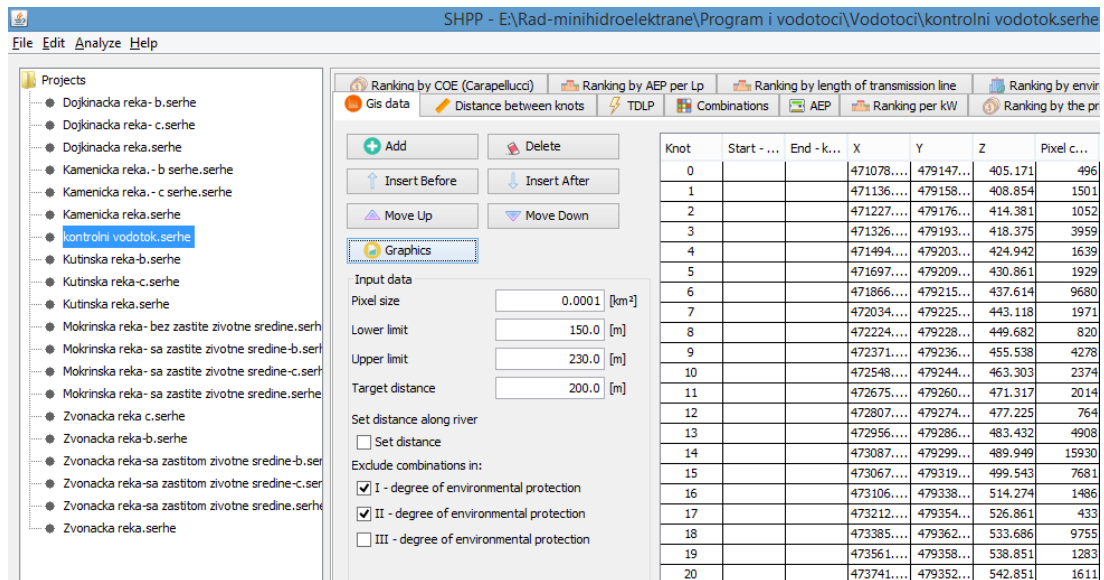 SHPP - E:\Rad-minihidroelektrane\Program i vodotoci\Vodotoci\kontrolni vodotok.serhe
File Edit Analyze Help
Projects
Dojkinacka reka- b.serhe
Dojkinacka reka- c.serhe
Dojkinacka reka.serhe
Kamenicka reka.- b serhe.serhe
Kamenicka reka.- c serhe.serhe
Kamenicka reka.serhe
kontrolni vodotok.serhe
Kutinska reka-b.serhe
Kutinska reka-c.serhe
Kutinska reka.serhe
Mokrinska reka- bez zastite zivotne sredine.serh
Mokrinska reka- sa zastite zivotne sredine-b.serh
Mokrinska reka- sa zastite zivotne sredine-c.serh
Mokrinska reka- sa zastite zivotne sredine.serhe
Zvonacka reka c.serhe
Zvonacka reka-b.serhe
Zvonacka reka-sa zastitom zivotne sredine-b.ser
Zvonacka reka-sa zastitom zivotne sredine-c.ser
Zvonacka reka-sa zastitom zivotne sredine.serhe
Zvonacka reka.serhe
Ranking by COE (Carapellucci) Ranking by AEP per Lp Ranking by length of transmission line Ranking by envir
Gis data Distance between knots TDLP Combinations AEP Ranking per kW Ranking by the pri
Add Delete
Insert Before Insert After
Move Up Move Down
Graphics
Input data
Pixel size 0.0001 [km²]
Lower limit 150.0 [m]
Upper limit 230.0 [m]
Target distance 200.0 [m]
Set distance along river
Set distance
Exclude combinations in:
I - degree of environmental protection
II - degree of environmental protection
III - degree of environmental protection
Knot Start - ... End - k... X Y Z Pixel c...
0 471078.... 479147... 405.171 496
1 471136.... 479158... 408.854 1501
2 471227.... 479176... 414.381 1052
3 471326.... 479193... 418.375 3959
4 471494.... 479203... 424.942 1639
5 471697.... 479209... 430.861 1929
6 471866.... 479215... 437.614 9680
7 472034.... 479225... 443.118 1971
8 472224.... 479228... 449.682 820
9 472371.... 479236... 455.538 4278
10 472548.... 479244... 463.303 2374
11 472675.... 479260... 471.317 2014
12 472807.... 479274... 477.225 764
13 472956.... 479286... 483.432 4908
14 473087.... 479299... 489.949 15930
15 473067.... 479319... 499.543 7681
16 473106.... 479338... 514.274 1486
17 473212.... 479354... 526.861 433
18 473385.... 479362... 533.686 9755
19 473561.... 479358... 538.851 1283
20 473741.... 479352... 542.851 1611